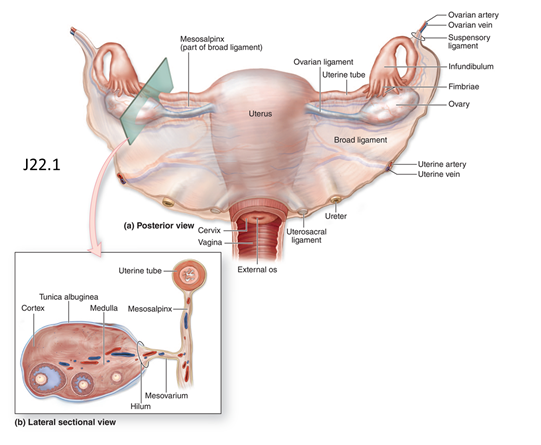 Ovarian artery
Ovarian vein
Suspensory
ligament
Mesosalpinx
(part of broad ligament)
Ovarian ligament
Uterine tube
Infundibulum
Fimbriae
Ovary
Uterus
Broad ligament
J22.1
Uterine artery
Uterine vein
Ureter
(a) Posterior view
Cervix
Vagina
Uterosacral
ligament
External os
Uterine tube
Tunica albuginea
Cortex
Medulla
Mesosalpinx
Mesovarium
Hilum
(b) Lateral sectional view